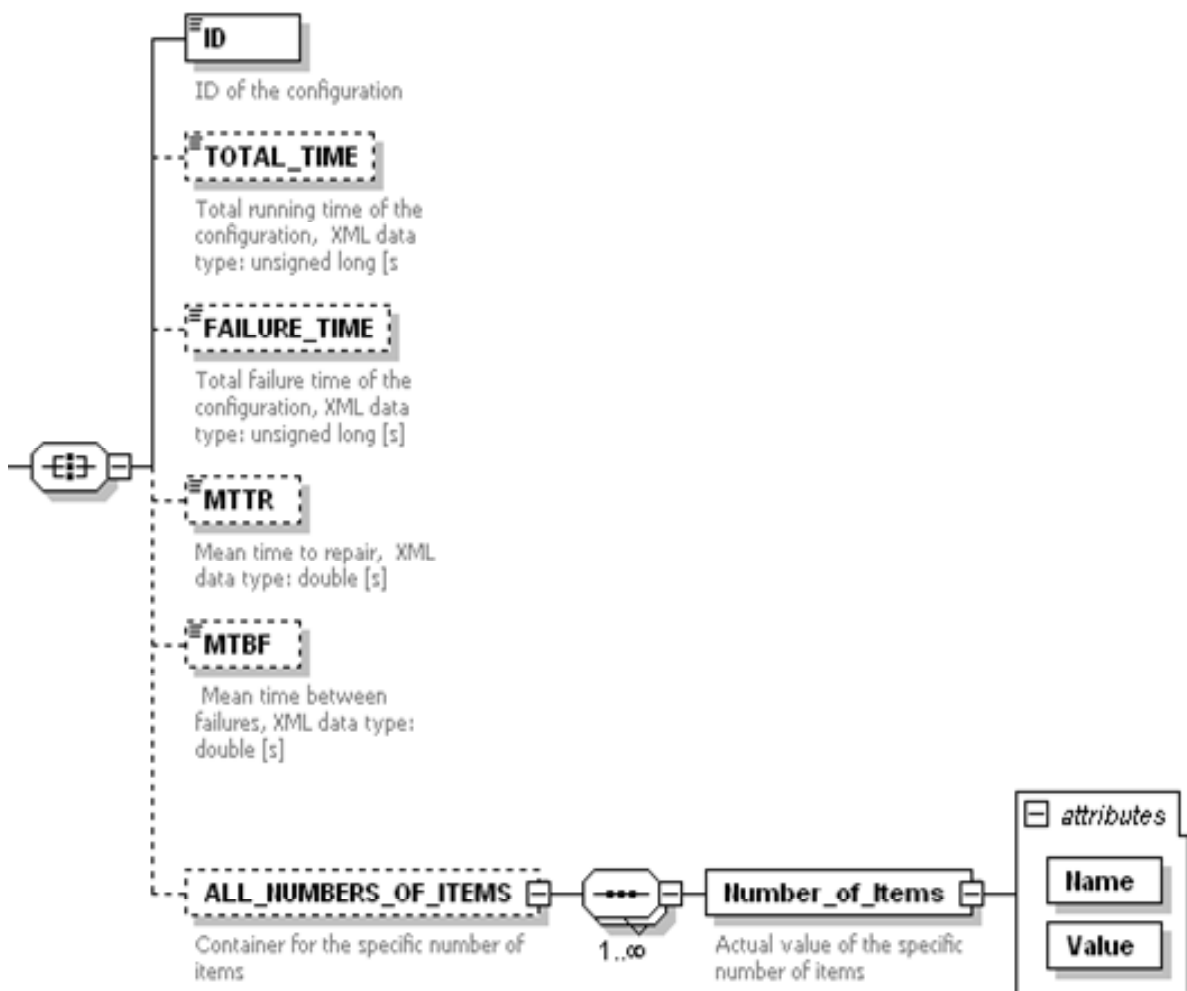 ID
ID of the configuration
TOTAL_TIME
Total running time of the
configuration, XML data
type: unsigned long [s
FAILURE_TIME
Total failure time of the
configuration, XML data
type: unsigned long [s]
MTTR
Mean time to repair, XML
data type: double [s]
MTBF
Mean time between
failures, XML data type:
double [s]
ALL_NUMBERS_OF_ITEMS
Container for the specific number of
items
1..∞
Number_of_Items
Actual value of the specific
number of items
attributes
Name
Value